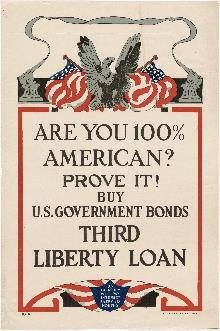 ARE YOU 100%
AMERICAN?
PROVE IT!
BUY
U.S. GOVERNMENT BONDS
THIRD
LIBERTY LOAN